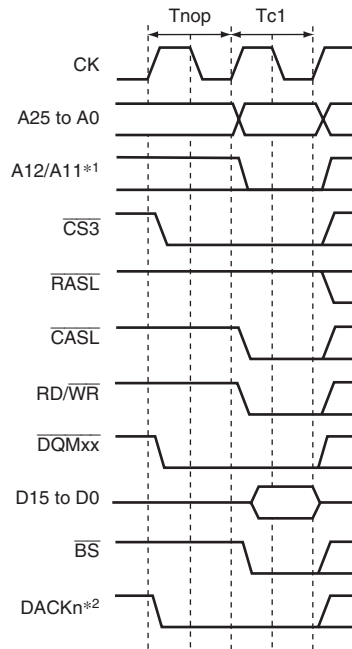 Tnop Tc1
CK
A25 to A0
A12/A11*1
CS3
RASL
CASL
RD/WR
DQMxx
D15 to D0
BS
DACKn*2